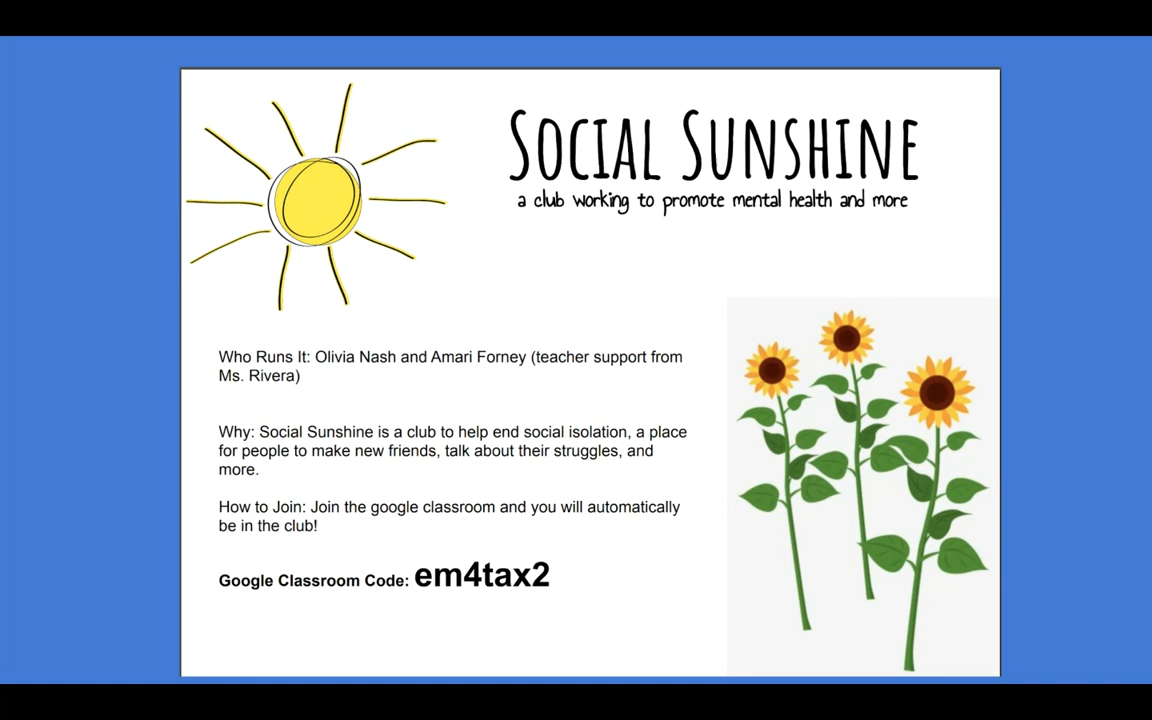 SOCIAL SUNSHINE
a club working to promote mental health and more
Who Runs It: Olivia Nash and Amari Forney (teacher support from
Ms. Rivera)
Why: Social Sunshine is a club to help end social isolation, a place
for people to make new friends, talk about their struggles, and
more.
How to Join: Join the google classroom and you will automatically
be in the club!
Google Classroom Code: em4tax2